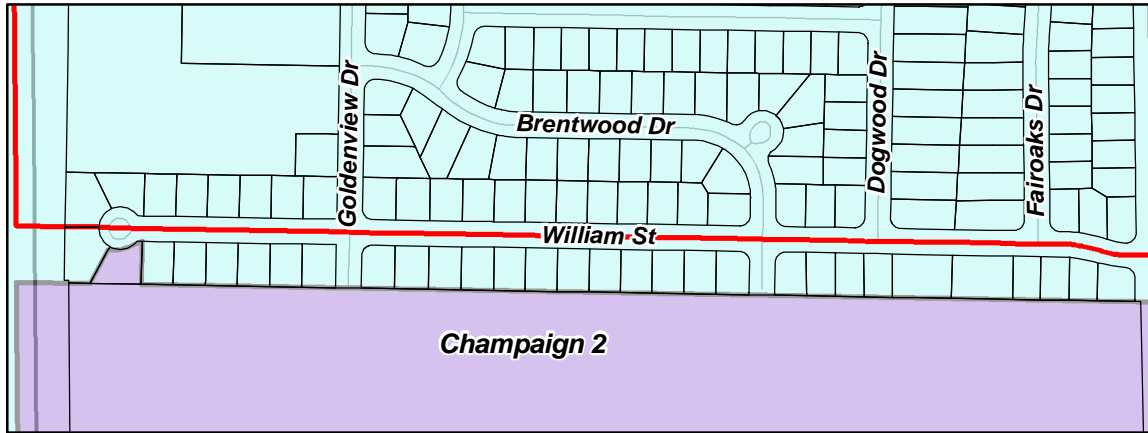 Goldenview Dr
Brentwood Dr
Dogwood Dr
Fairoaks Dr
William St
Champaign 2